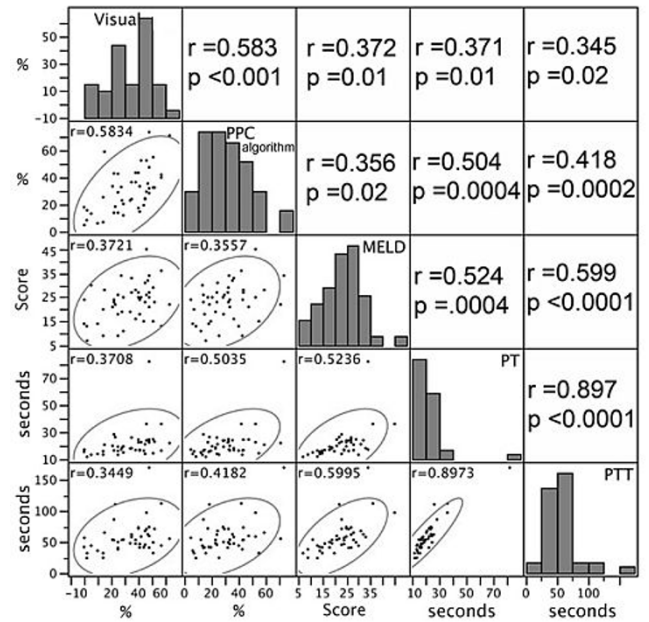 Visual
50
30
10
-10
%
r =0.583
p <0.001
r =0.372
p =0.01
r =0.371
p =0.01
r =0.345
p =0.02
r=0.5834
60
40
20
0
%
PPC
algorithm
r =0.356
p =0.02
r =0.504
p =0.0004
r =0.418
p =0.0002
r=0.3721
45
35
25
15
5
Score
r=0.3557
MELD
r =0.524
p =.0004
r =0.599
p <0.0001
r=0.3708
70
50
30
10
seconds
r=0.5035
r=0.5236
PT
r =0.897
p <0.0001
r=0.3449
150
100
50
0
seconds
r=0.4182
r=0.5995
r=0.8973
PTT
-10 10 20 40 60
%
0 20 40 60
%
5 15 25 35
Score
10 30 50 70
seconds
0 50 100
seconds